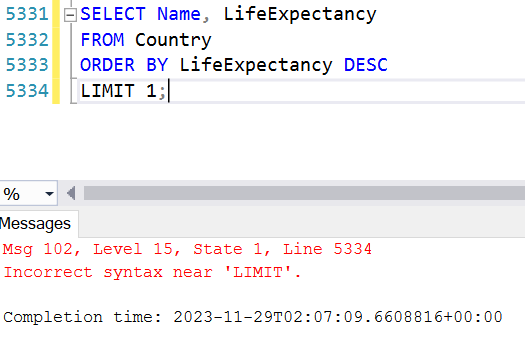 5331 SELECT Name, LifeExpectancy
5332 FROM Country
5333 ORDER BY LifeExpectancy DESC
5334 LIMIT 1;
%
Messages
Msg 102, Level 15, State 1, Line 5334
Incorrect syntax near 'LIMIT'.
Completion time: 2023-11-29T02:07:09.6608816+00:00